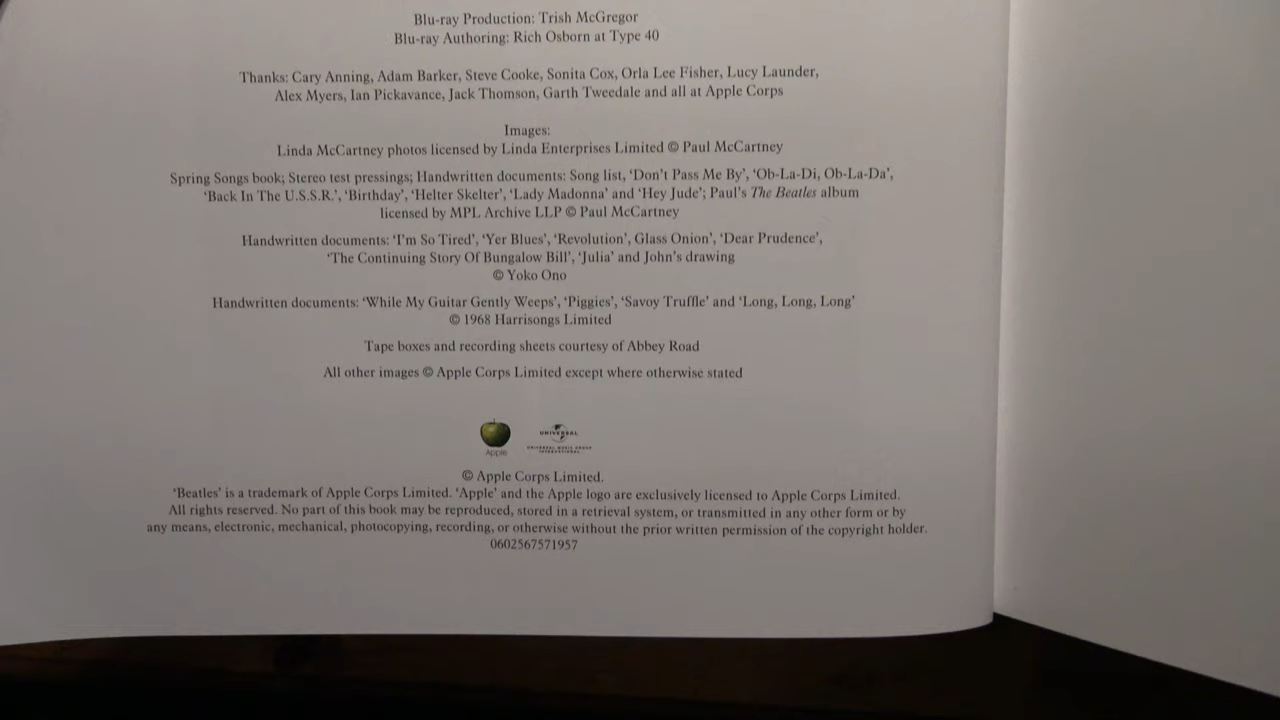 Blu-ray Production: Trish McGregor
Blu-ray Authoring: Rich Osborn at Type 40
Thanks: Cary Anning, Adam Barker, Steve Cooke, Sonita Cox, Orla Lee Fisher, Lucy Launder,
Alex Myers, Ian Pickavance, Jack Thomson, Garth Tweedale and all at Apple Corps
Images:
Linda McCartney photos licensed by Linda Enterprises Limited © Paul McCartney
Spring Songs book; Stereo test pressings; Handwritten documents: Song list, ‘Don’t Pass Me By’, ‘Ob-La-Di, Ob-La-Da’,
‘Back In The U.S.S.R.’, ‘Birthday’, ‘Helter Skelter’, ‘Lady Madonna’ and ‘Hey Jude’; Paul’s The Beatles album
licensed by MPL Archive LLP © Paul McCartney
Handwritten documents: ‘I’m So Tired’, ‘Yer Blues’, ‘Revolution’, Glass Onion’, ‘Dear Prudence’,
‘The Continuing Story Of Bungalow Bill’, ‘Julia’ and John’s drawing
© Yoko Ono
Handwritten documents: ‘While My Guitar Gently Weeps’, ‘Piggies’, ‘Savoy Truffle’ and ‘Long, Long, Long’
© 1968 Harrisongs Limited
Tape boxes and recording sheets courtesy of Abbey Road
All other images © Apple Corps Limited except where otherwise stated
Apple
UNIVERSAL
UNIVERSAL MUSIC GROUP
INTERNATIONAL
© Apple Corps Limited.
‘Beatles’ is a trademark of Apple Corps Limited. ‘Apple’ and the Apple logo are exclusively licensed to Apple Corps Limited.
All rights reserved. No part of this book may be reproduced, stored in a retrieval system, or transmitted in any other form or by
any means, electronic, mechanical, photocopying, recording, or otherwise without the prior written permission of the copyright holder.
0602567571957